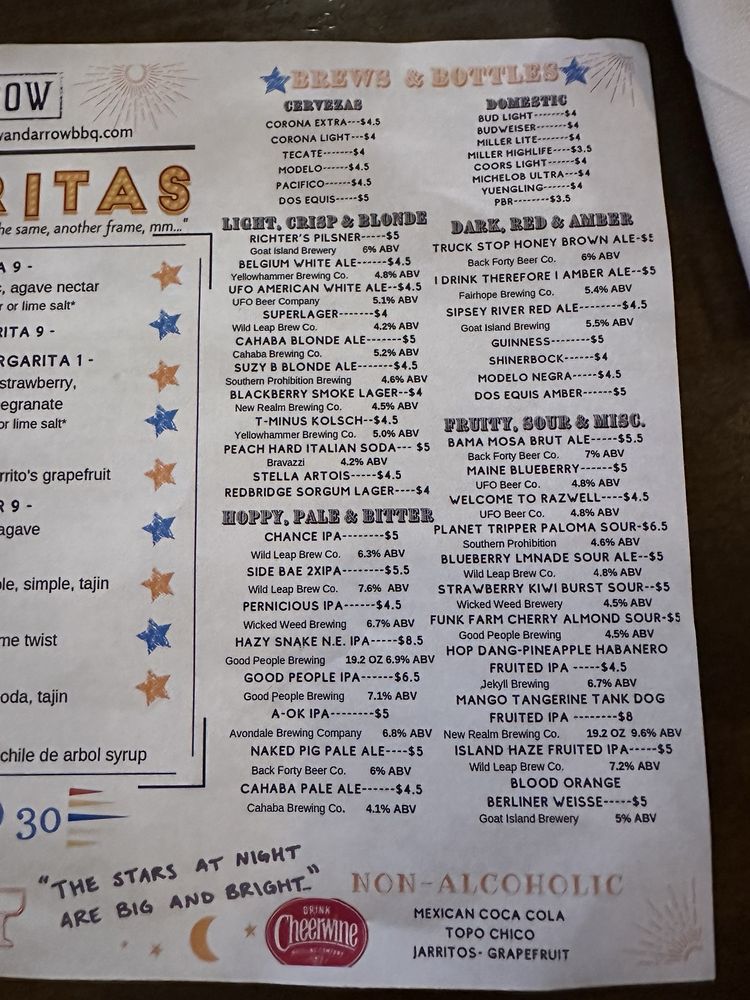 OW
vandarrowbbq.com
RITAS
he same, another frame, mm..."
A 9 -
c, agave nectar
r or lime salt*
RITA 9 -
RGARITA 1 -
strawberry,
egranate
or lime salt*
rrito's grapefruit
R 9 -
agave
ole, simple, tajin
me twist
oda, tajin
chile de arbol syrup
30
"THE STARS AT NIGHT
ARE BIG AND BRIGHT..."
BREWS & BOTTLES
CERVEZAS
CORONA EXTRA---$4.5
CORONA LIGHT---$4
TECATE------$4
MODELO------$4.5
PACIFICO-----$4.5
DOS EQUIS-----$5
LIGHT, CRISP & BLONDE
RICHTER'S PILSNER-----$5
Goat Island Brewery 6% ABV
BELGIUM WHITE ALE------$4.5
Yellowhammer Brewing Co. 4.8% ABV
UFO AMERICAN WHITE ALE--$4.5
UFO Beer Company 5.1% ABV
SUPERLAGER-------$4
Wild Leap Brew Co. 4.2% ABV
CAHABA BLONDE ALE-----$5
Cahaba Brewing Co. 5.2% ABV
SUZY B BLONDE ALE-----$4.5
Southern Prohibition Brewing 4.6% ABV
BLACKBERRY SMOKE LAGER--$4
New Realm Brewing Co. 4.5% ABV
T-MINUS KOLSCH--$4.5
Yellowhammer Brewing Co. 5.0% ABV
PEACH HARD ITALIAN SODA--- $5
Bravazzi 4.2% ABV
STELLA ARTOIS-----$4.5
REDBRIDGE SORGUM LAGER----$4
HOPPY, PALE & BITTER
CHANCE IPA--------$5
Wild Leap Brew Co. 6.3% ABV
SIDE BAE 2XIPA------$5.5
Wild Leap Brew Co. 7.6% ABV
PERNICIOUS IPA------$4.5
Wicked Weed Brewing 6.7% ABV
HAZY SNAKE N.E. IPA-----$8.5
Good People Brewing 19.2 OZ 6.9% ABV
GOOD PEOPLE IPA------$6.5
Good People Brewing 7.1% ABV
A-OK IPA-------$5
Avondale Brewing Company 6.8% ABV
NAKED PIG PALE ALE----$5
Back Forty Beer Co. 6% ABV
CAHABA PALE ALE------$4.5
Cahaba Brewing Co. 4.1% ABV
DOMESTIC
BUD LIGHT-------$4
BUDWEISER------$4
MILLER LITE------$4
MILLER HIGHLIFE----$3.5
COORS LIGHT-----$4
MICHELOB ULTRA---$4
YUENGLING-----$4
PBR-------$3.5
DARK, RED & AMBER
TRUCK STOP HONEY BROWN ALE-$5
Back Forty Beer Co. 6% ABV
I DRINK THEREFORE I AMBER ALE--$5
Fairhope Brewing Co. 5.4% ABV
SIPSEY RIVER RED ALE-------$4.5
Goat Island Brewing 5.5% ABV
GUINNESS-------$5
SHINERBOCK-----$4
MODELO NEGRA----$4.5
DOS EQUIS AMBER-----$5
FRUITY, SOUR & MISC.
BAMA MOSA BRUT ALE-----$5.5
Back Forty Beer Co. 7% ABV
MAINE BLUEBERRY------$5
UFO Beer Co. 4.8% ABV
WELCOME TO RAZWELL----$4.5
UFO Beer Co. 4.8% ABV
PLANET TRIPPER PALOMA SOUR-$6.5
Southern Prohibition 4.6% ABV
BLUEBERRY LMNADE SOUR ALE--$5
Wild Leap Brew Co. 4.8% ABV
STRAWBERRY KIWI BURST SOUR--$5
Wicked Weed Brewery 4.5% ABV
FUNK FARM CHERRY ALMOND SOUR-$5
Good People Brewing 4.5% ABV
HOP DANG-PINEAPPLE HABANERO
FRUITED IPA -----$4.5
Jekyll Brewing 6.7% ABV
MANGO TANGERINE TANK DOG
FRUITED IPA ------$8
New Realm Brewing Co. 19.2 OZ 9.6% ABV
ISLAND HAZE FRUITED IPA-----$5
Wild Leap Brew Co. 7.2% ABV
BLOOD ORANGE
BERLINER WEISSE-----$5
Goat Island Brewery 5% ABV
DRINK
Cheerwine
NON-ALCOHOLIC
MEXICAN COCA COLA
TOPO CHICO
JARRITOS- GRAPEFRUIT